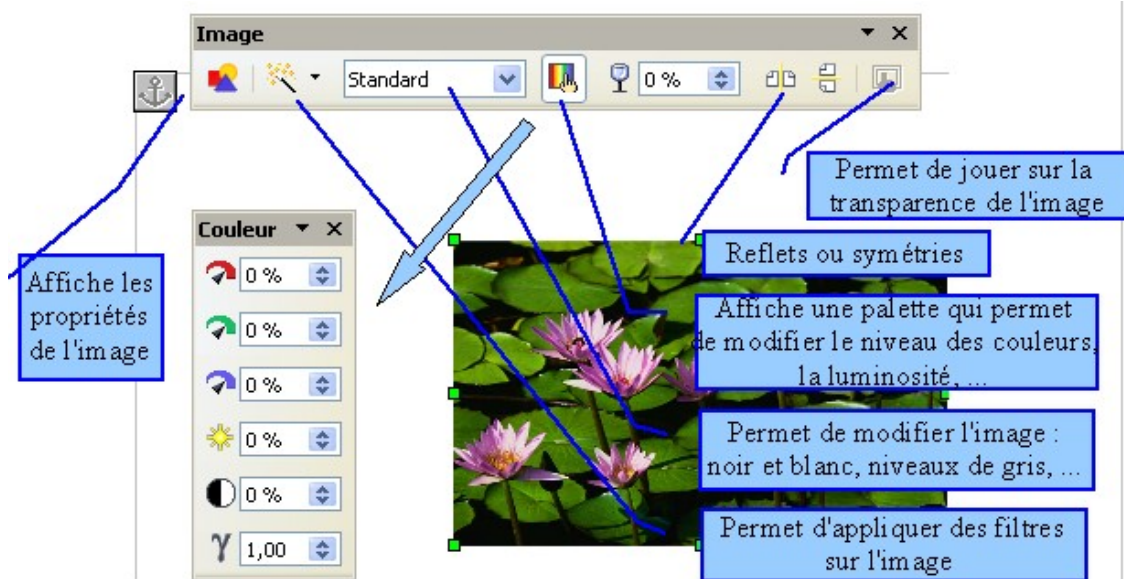 Image
Standard
0 %
Permet de jouer sur la
transparence de l'image
Couleur
0 %
0 %
0 %
0 %
0 %
γ 1,00
Affiche les
propriétés
de l'image
Reflets ou symétries
Affiche une palette qui permet
de modifier le niveau des couleurs,
la luminosité, ...
Permet de modifier l'image :
noir et blanc, niveaux de gris, ...
Permet d'appliquer des filtres
sur l'image